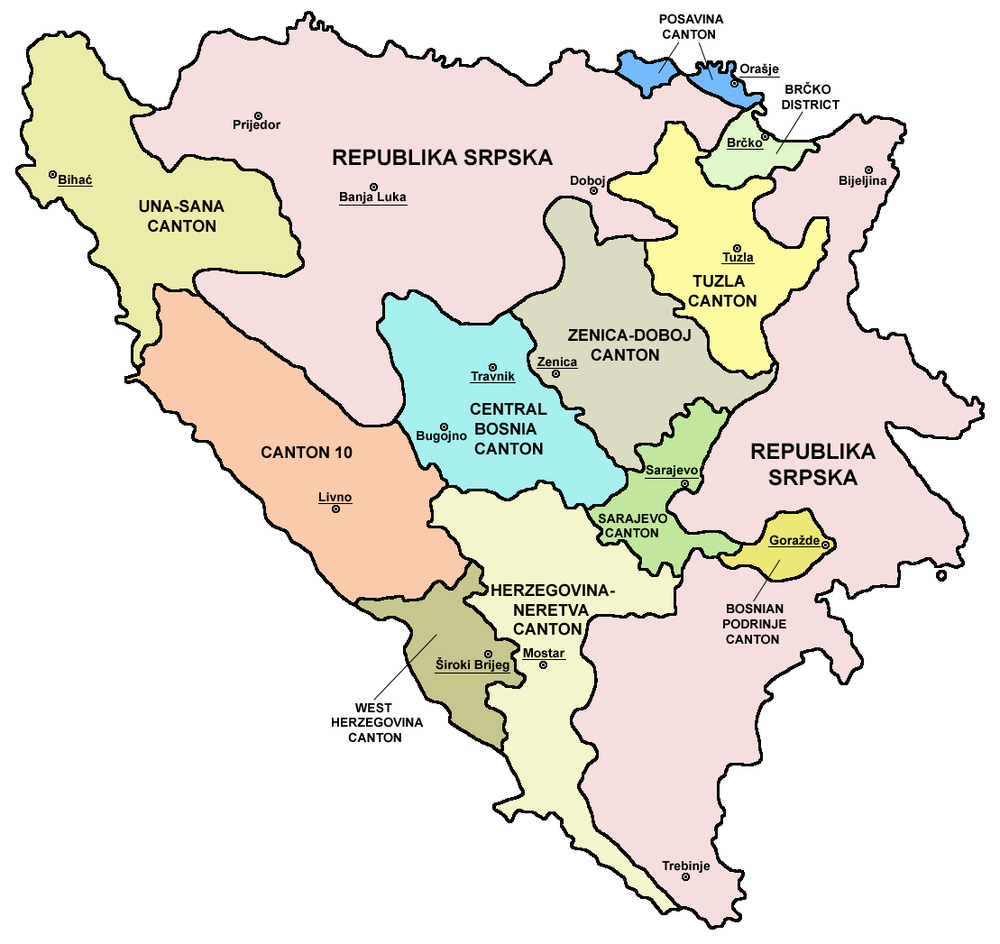 POSAVINA
CANTON
Orašje
BRČKO
DISTRICT
Prijedor
Brčko
REPUBLIKA SRPSKA
Bihać
Doboj
Bijeljina
Banja Luka
UNA-SANA
CANTON
Tuzla
TUZLA
CANTON
ZENICA-DOBOJ
CANTON
Zenica
Travnik
CENTRAL
BOSNIA
CANTON
Bugojno
CANTON 10
REPUBLIKA
SRPSKA
Sarajevo
Livno
SARAJEVO
CANTON
Goražde
HERZEGOVINA-
NERETVA
CANTON
BOSNIAN
PODRINJE
CANTON
Mostar
Široki Brijeg
WEST
HERZEGOVINA
CANTON
Trebinje